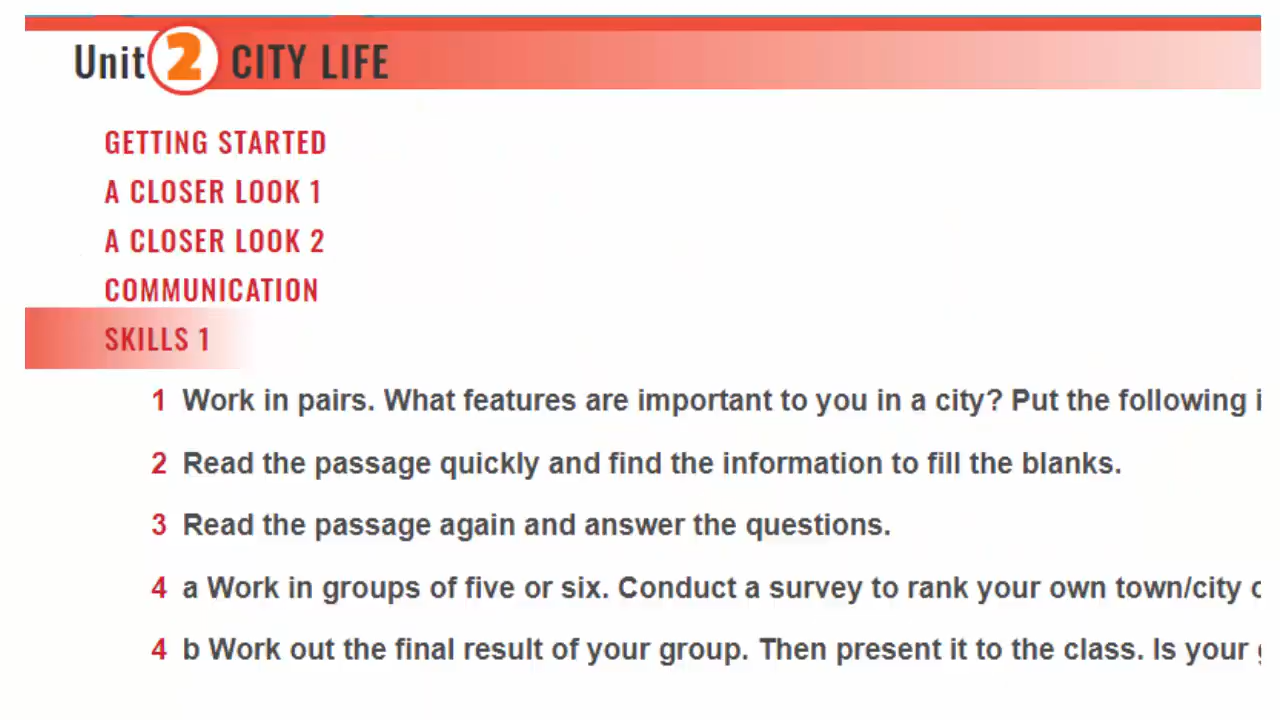 Unit 2 CITY LIFE
GETTING STARTED
A CLOSER LOOK 1
A CLOSER LOOK 2
COMMUNICATION
SKILLS 1
1 Work in pairs. What features are important to you in a city? Put the following
2 Read the passage quickly and find the information to fill the blanks.
3 Read the passage again and answer the questions.
4 a Work in groups of five or six. Conduct a survey to rank your own town/city
4 b Work out the final result of your group. Then present it to the class. Is your